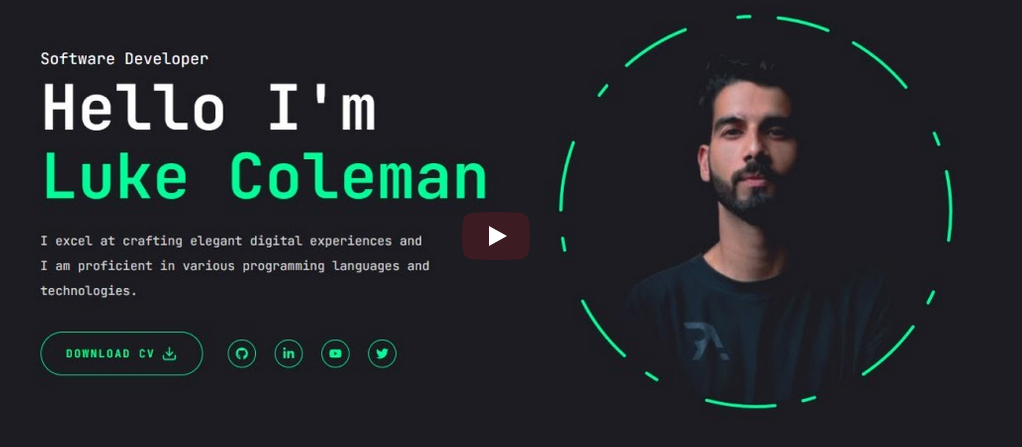 Software Developer
Hello I'm
Luke Coleman
I excel at crafting elegant digital experiences and
I am proficient in various programming languages and
technologies.
DOWNLOAD CV
in